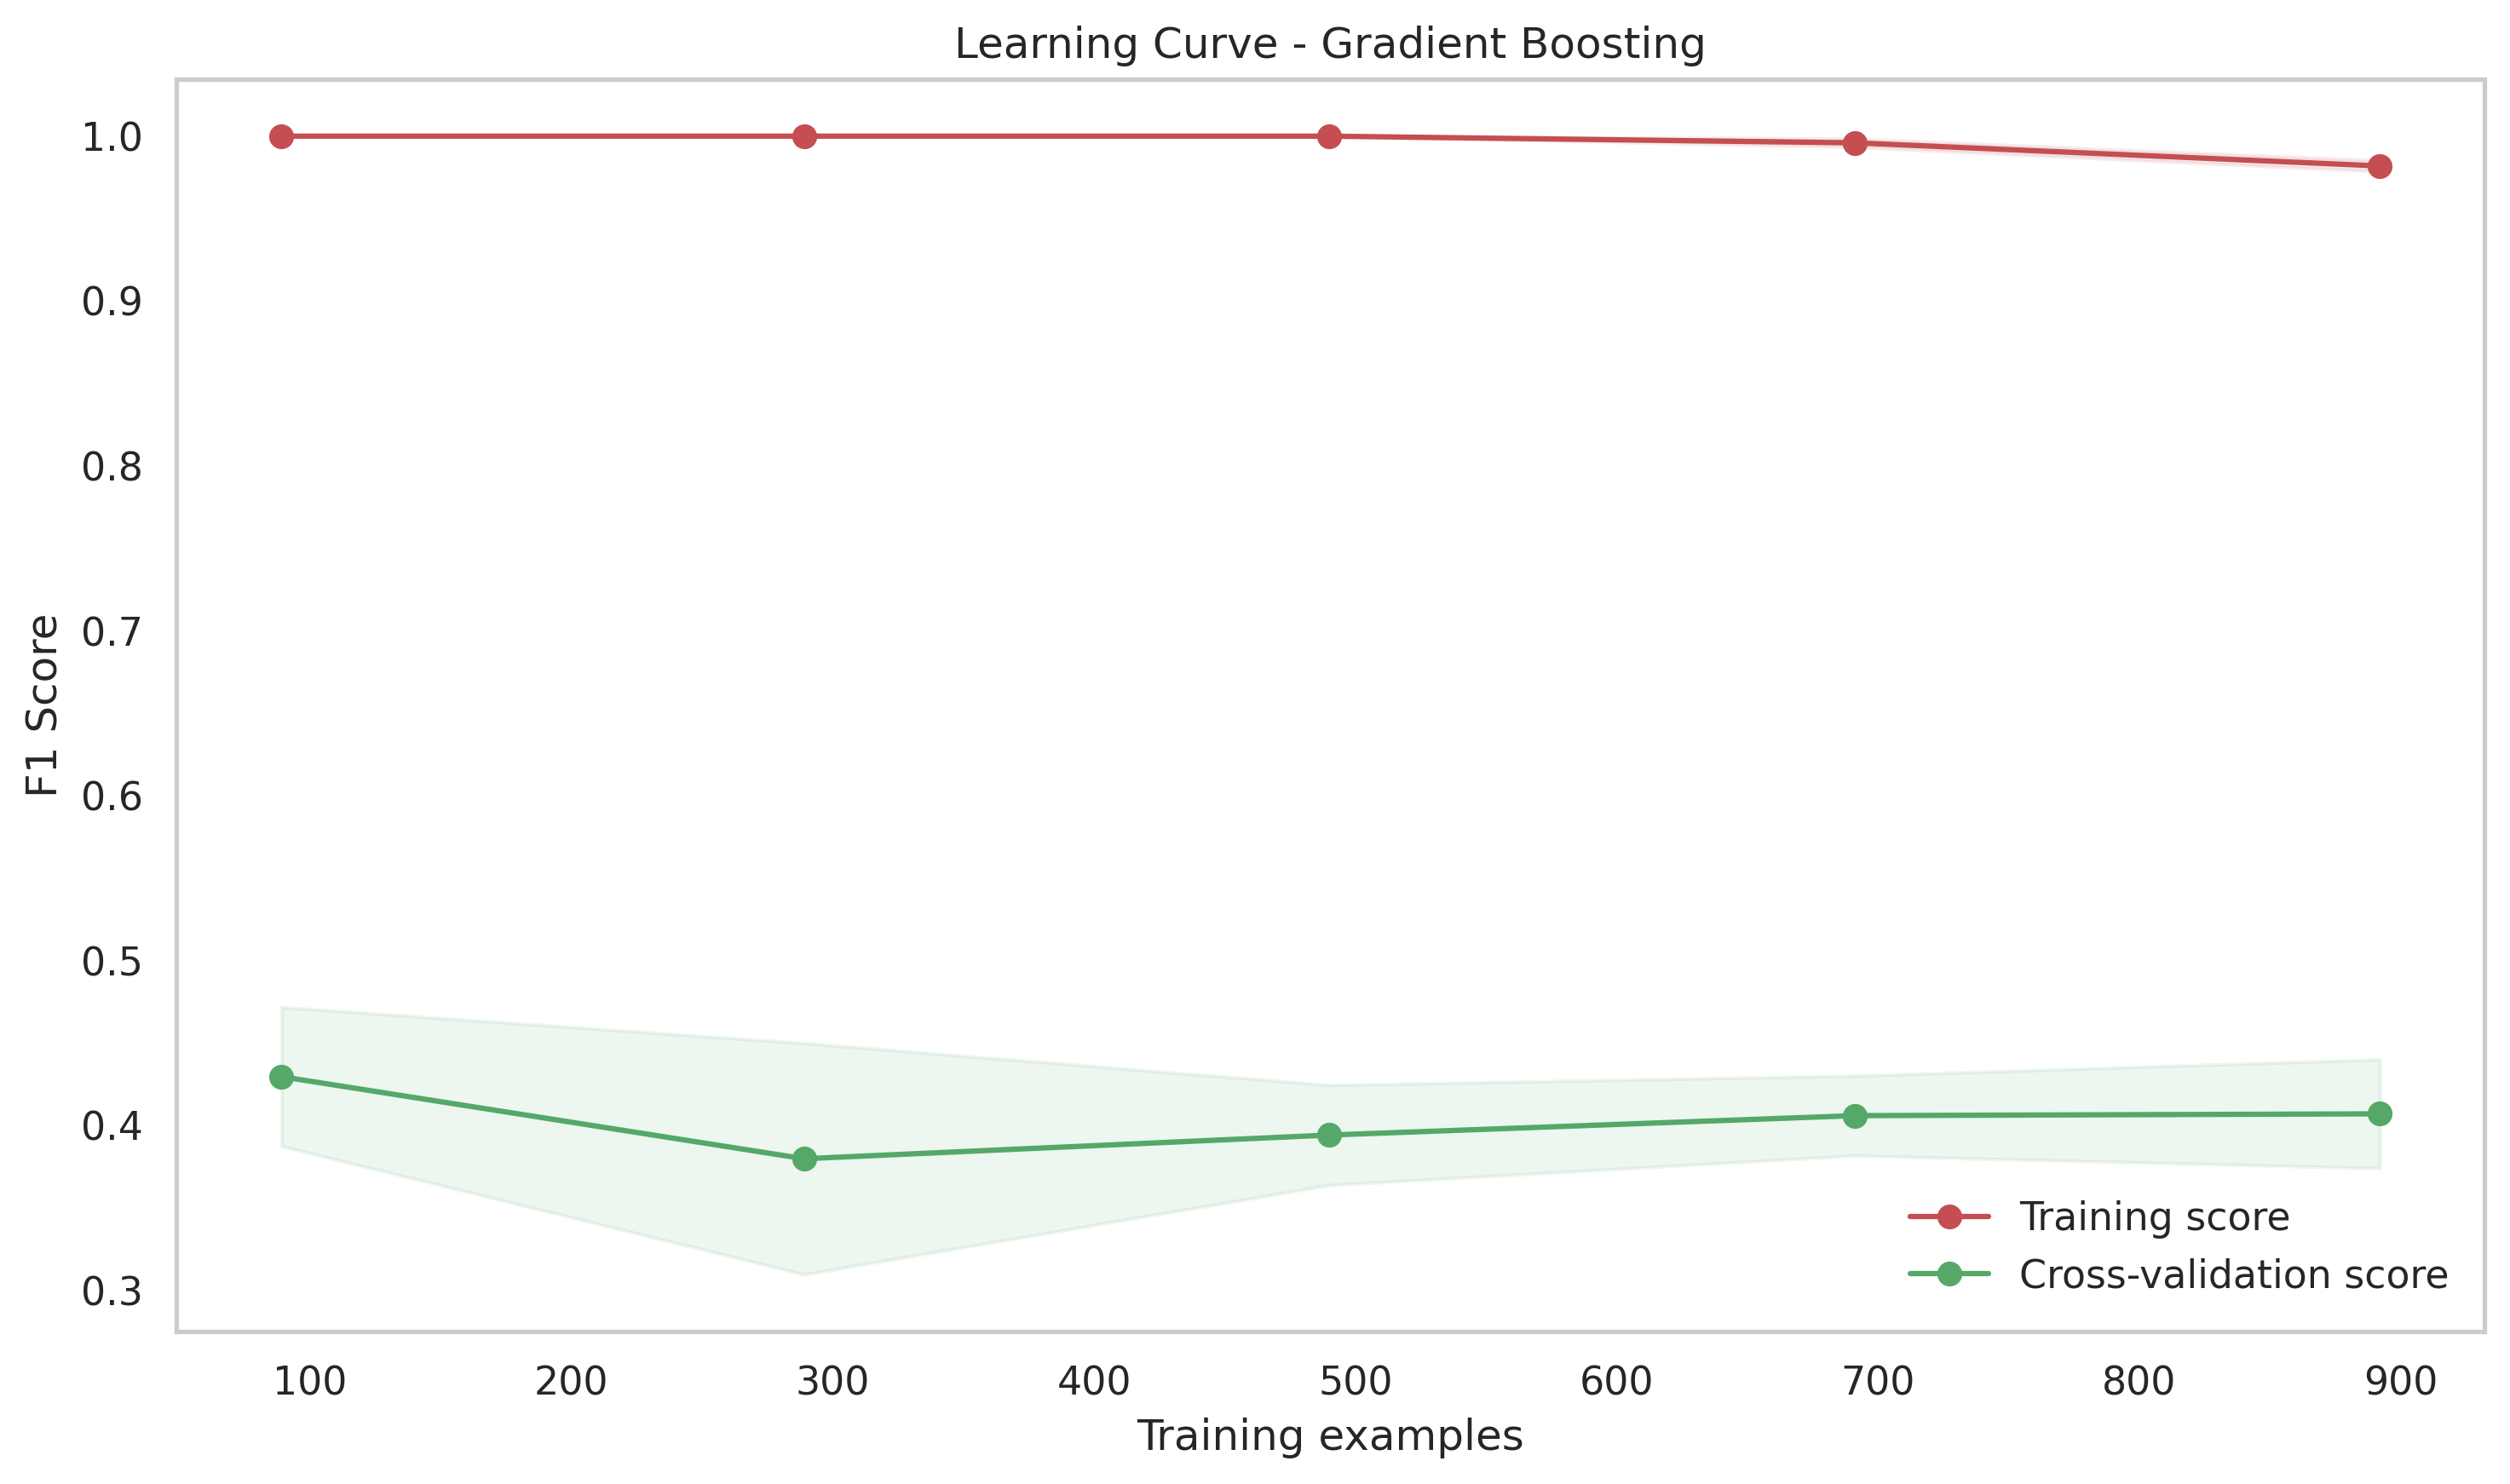 Learning Curve - Gradient Boosting
1.0
0.9
0.8
0.7
0.6
0.5
0.4
0.3
F1 Score
Training score
Cross-validation score
100 200 300 400 500 600 700 800 900
Training examples